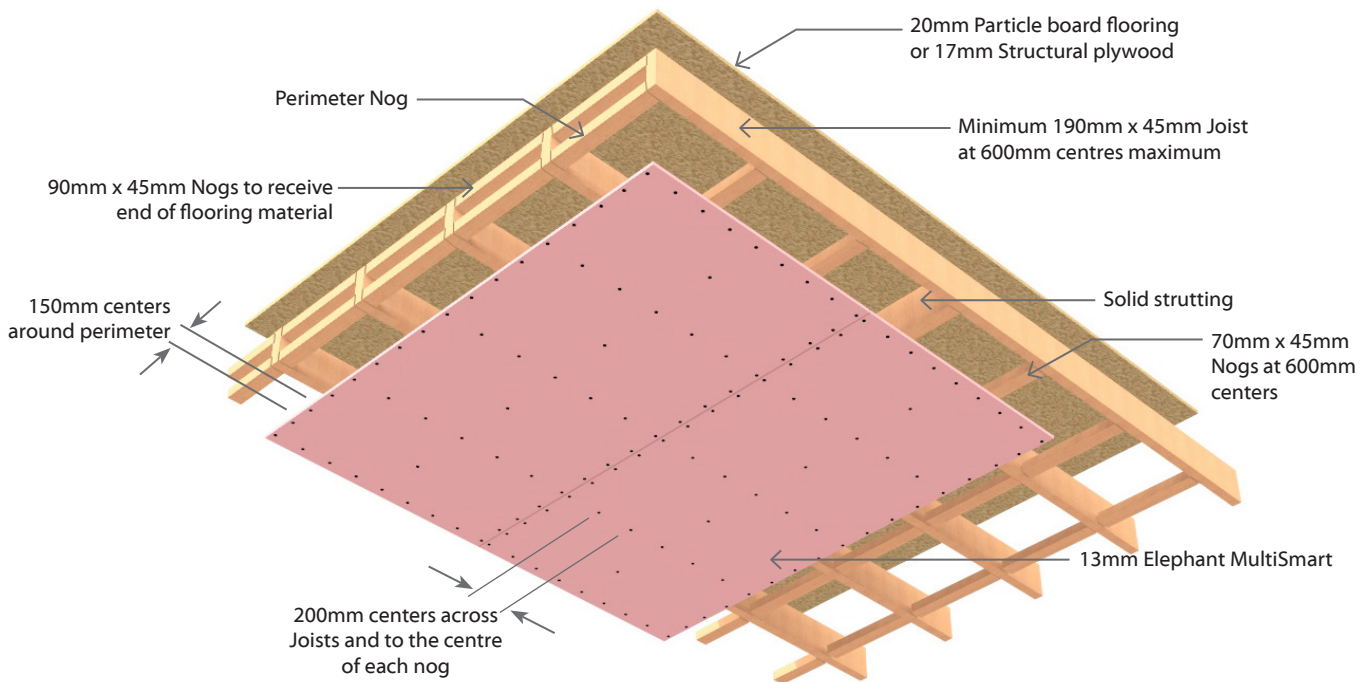 20mm Particle board flooring
or 17mm Structural plywood
Perimeter Nog
Minimum 190mm x 45mm Joist
at 600mm centres maximum
90mm x 45mm Nogs to receive
end of flooring material
150mm centers
around perimeter
Solid strutting
70mm x 45mm
Nogs at 600mm
centers
13mm Elephant MultiSmart
200mm centers across
Joists and to the centre
of each nog